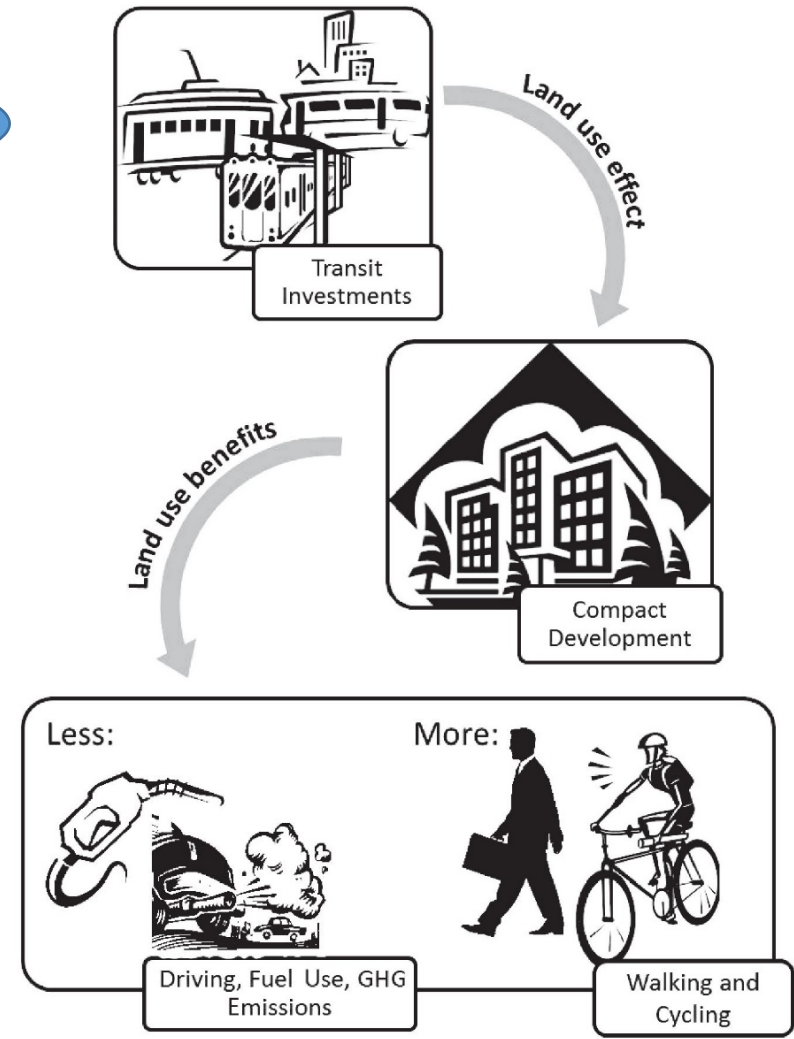 Land use effect
Transit
Investments
Land use benefits
Compact
Development
Less:
More:
Driving, Fuel Use, GHG
Emissions
Walking and
Cycling